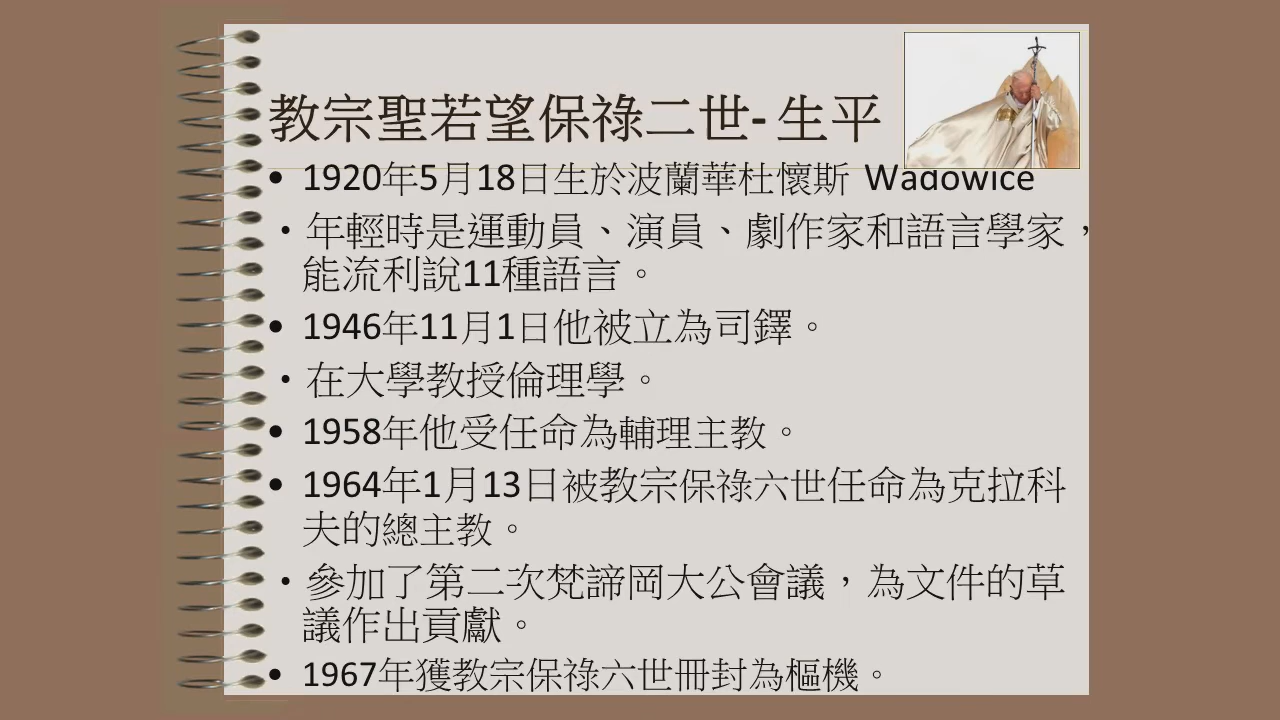 教宗聖若望保祿二世- 生平
• 1920年5月18日生於波蘭華杜懷斯 Wadowice
• 年輕時是運動員、演員、劇作家和語言學家，
能流利說11種語言。
• 1946年11月1日他被立為司鐸。
• 在大學教授倫理學。
• 1958年他受任命為輔理主教。
• 1964年1月13日被教宗保祿六世任命為克拉科
夫的總主教。
• 參加了第二次梵諦岡大公會議，為文件的草
議作出貢獻。
• 1967年獲教宗保祿六世冊封為樞機。